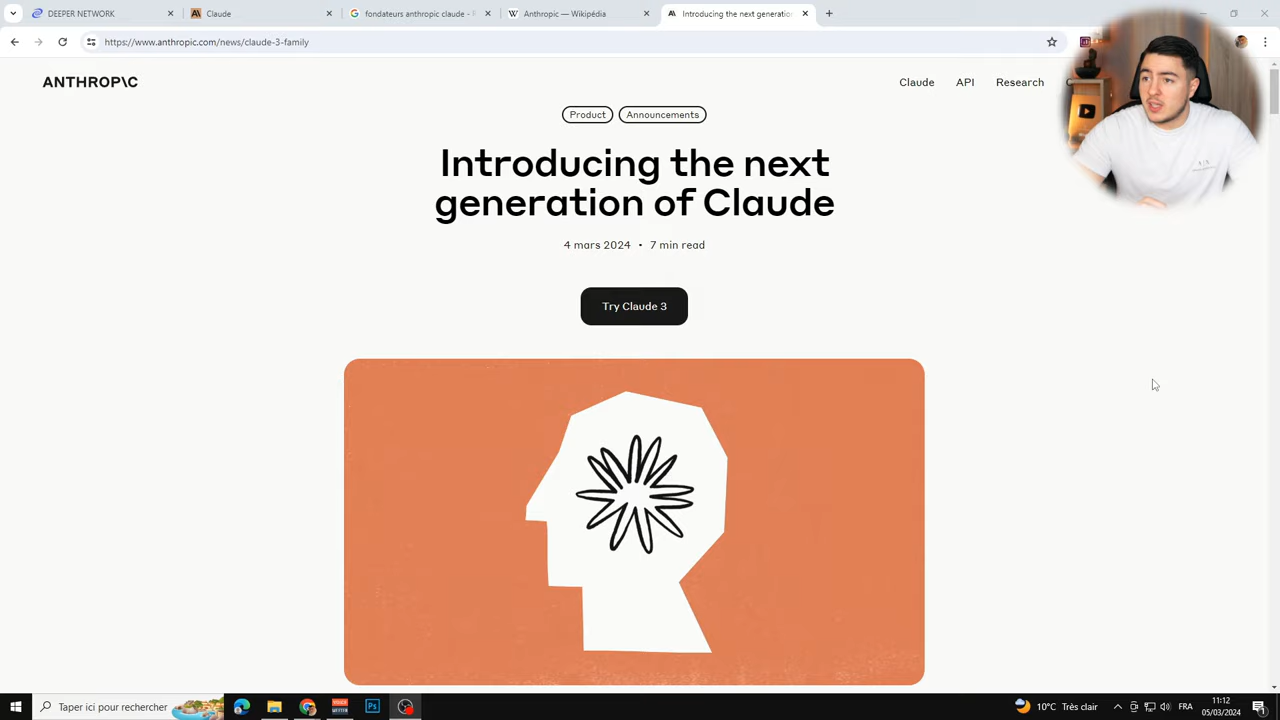 DEEPER NETWORK
Claude
fondateurs anthropic claude - R
Anthropic — Wikipédia
Introducing the next generation
https://www.anthropic.com/news/claude-3-family
ANTHROP\C
Claude
API
Research
Product
Announcements
Introducing the next
generation of Claude
4 mars 2024 • 7 min read
Try Claude 3
Taper ici pour rechercher
Ps
10°C Très clair
FRA
11:12
05/03/2024